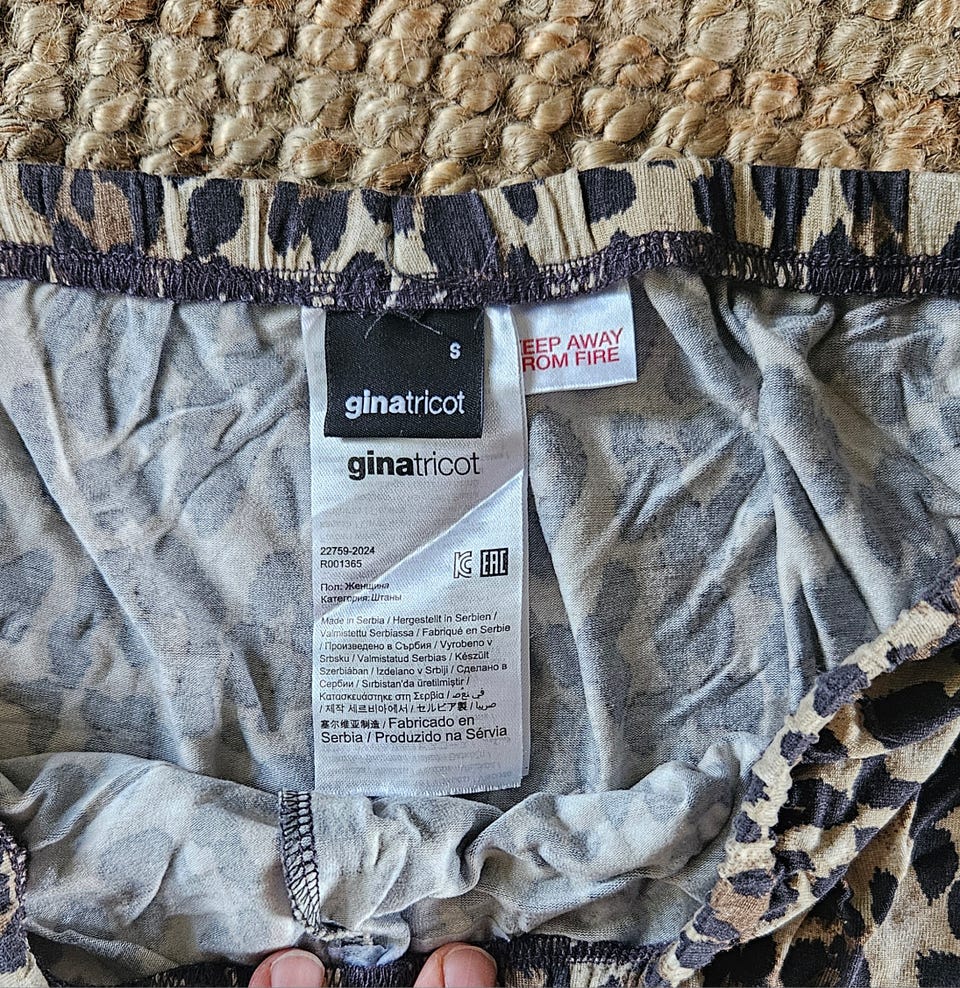 S
ginatricot
EEP AWAY
ROM FIRE
ginatricot
22759-2024
R001365
EAC
Пол: Женщина
Категория: Штаны
Made in Serbia / Hergestellt in Serbien /
Valmistettu Serbiassa / Fabriqué en Serbie
/ Произведено в Сърбия / Vyrobeno v
Srbsku / Valmistatud Serbias / Készült
Szerbiában / Izdelano v Srbiji / Сделано в
Сербии / Sırbistan'da üretilmiştir /
Κατασκευάστηκε στη Σερβία / في
/ 제작 세르비아에서 / セルビア製 / صربيا
塞尔维亚制造 / Fabricado en
Serbia / Produzido na Sérvia